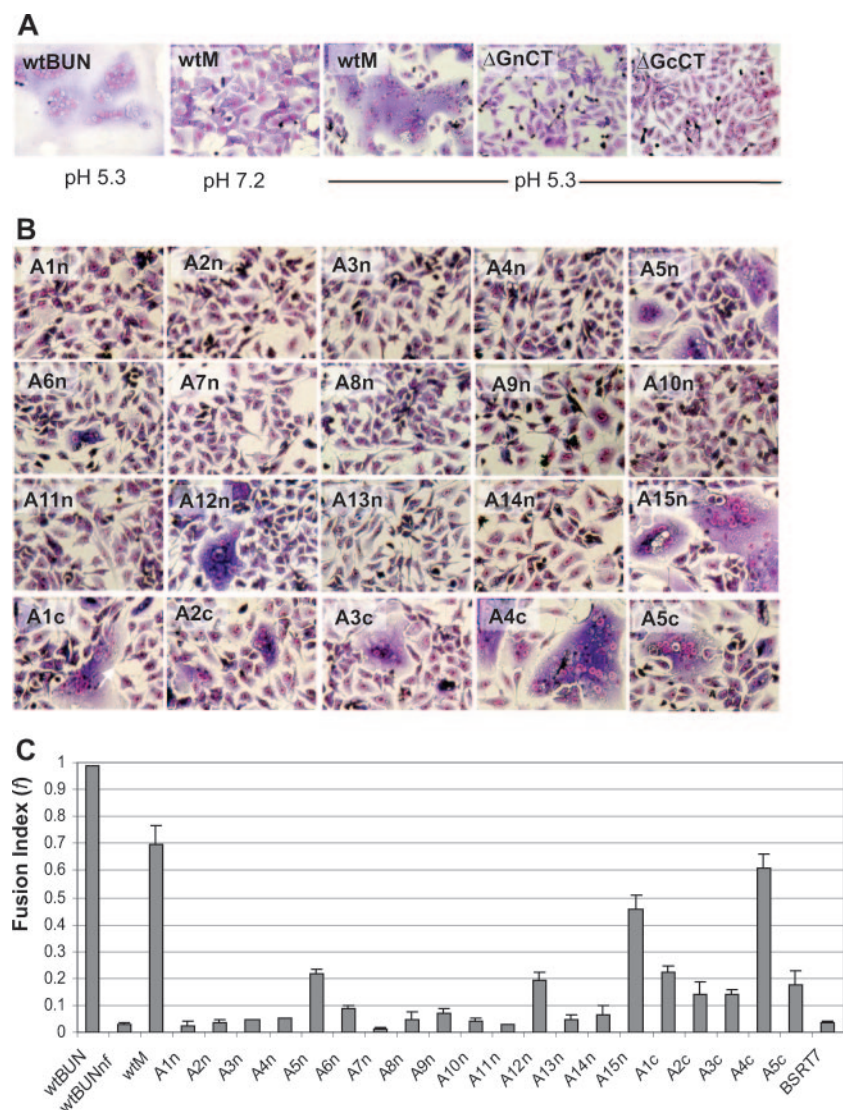 A
wtBUN wtM wtM ΔGnCT ΔGcCT
pH 5.3 pH 7.2 pH 5.3
B
A1n A2n A3n A4n A5n
A6n A7n A8n A9n A10n
A11n A12n A13n A14n A15n
A1c A2c A3c A4c A5c
C
Fusion Index (f)
1
0.9
0.8
0.7
0.6
0.5
0.4
0.3
0.2
0.1
0
wtBUN wtBUNnf wtM A1n A2n A3n A4n A5n A6n A7n A8n A9n A10n A11n A12n A13n A14n A15n A1c A2c A3c A4c A5c BSRT7